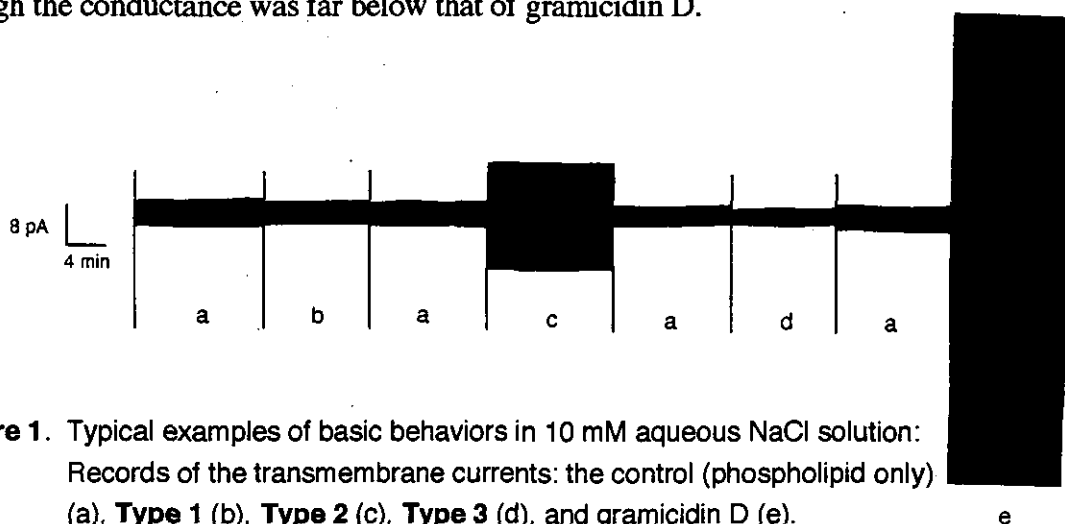 gh the conductance was far below that of gramicidin D.
8 pA
4 min
a b a c a d a
re 1. Typical examples of basic behaviors in 10 mM aqueous NaCl solution:
Records of the transmembrane currents: the control (phospholipid only)
(a), Type 1 (b), Type 2 (c), Type 3 (d), and gramicidin D (e).
e